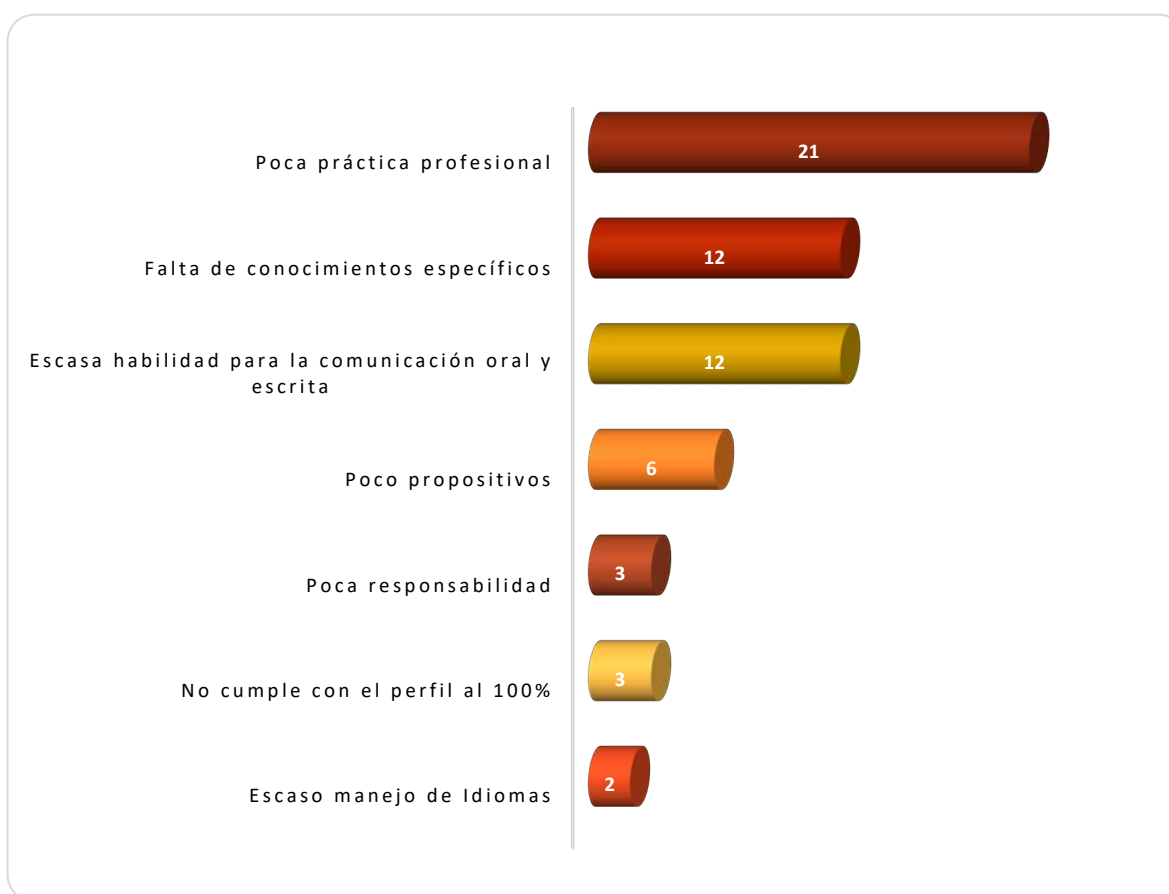 Poca práctica profesional
21
Falta de conocimientos específicos
12
Escasa habilidad para la comunicación oral y
escrita
12
Poco propositivos
6
Poca responsabilidad
3
No cumple con el perfil al 100%
3
Escaso manejo de Idiomas
2